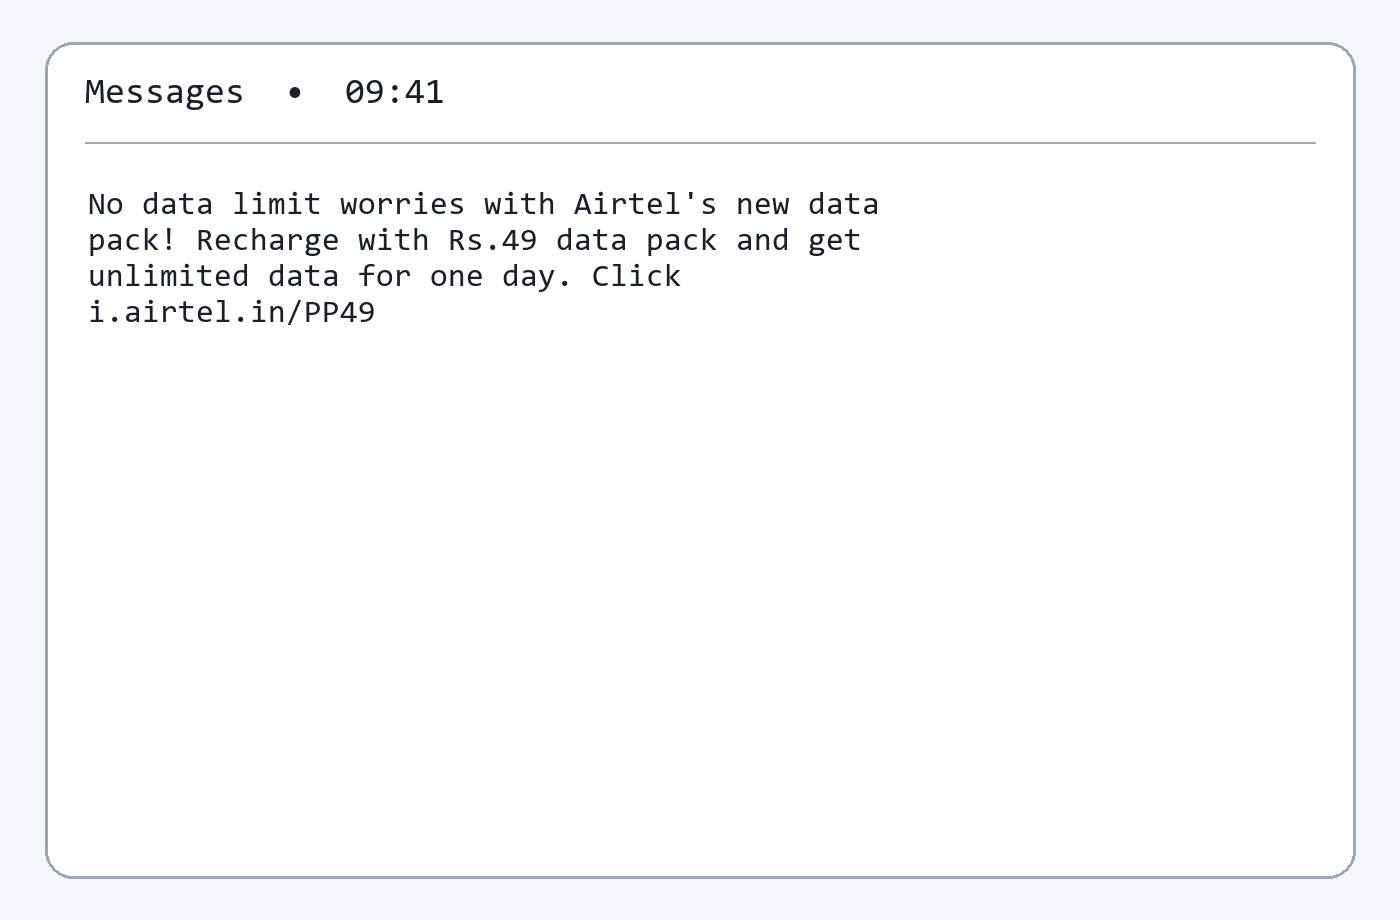 Messages • 09:41
No data limit worries with Airtel's new data
pack! Recharge with Rs.49 data pack and get
unlimited data for one day. Click
i.airtel.in/PP49